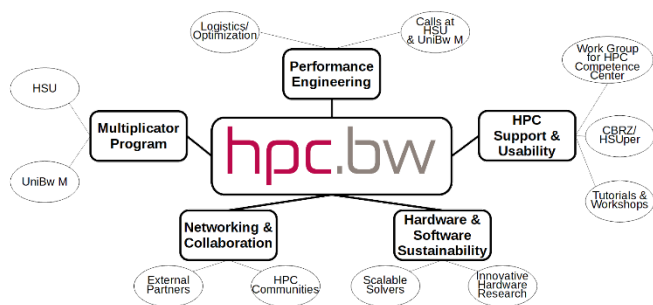 Logistics/
Optimization
Calls at
HSU
& UniBw M
Performance
Engineering
Work Group
for HPC
Competence
Center
HSU
Multiplicator
Program
hpc.bw
HPC
Support &
Usability
CBRZ/
HSUper
UniBw M
Tutorials &
Workshops
Networking &
Collaboration
Hardware &
Software
Sustainability
External
Partners
HPC
Communities
Scalable
Solvers
Innovative
Hardware
Research